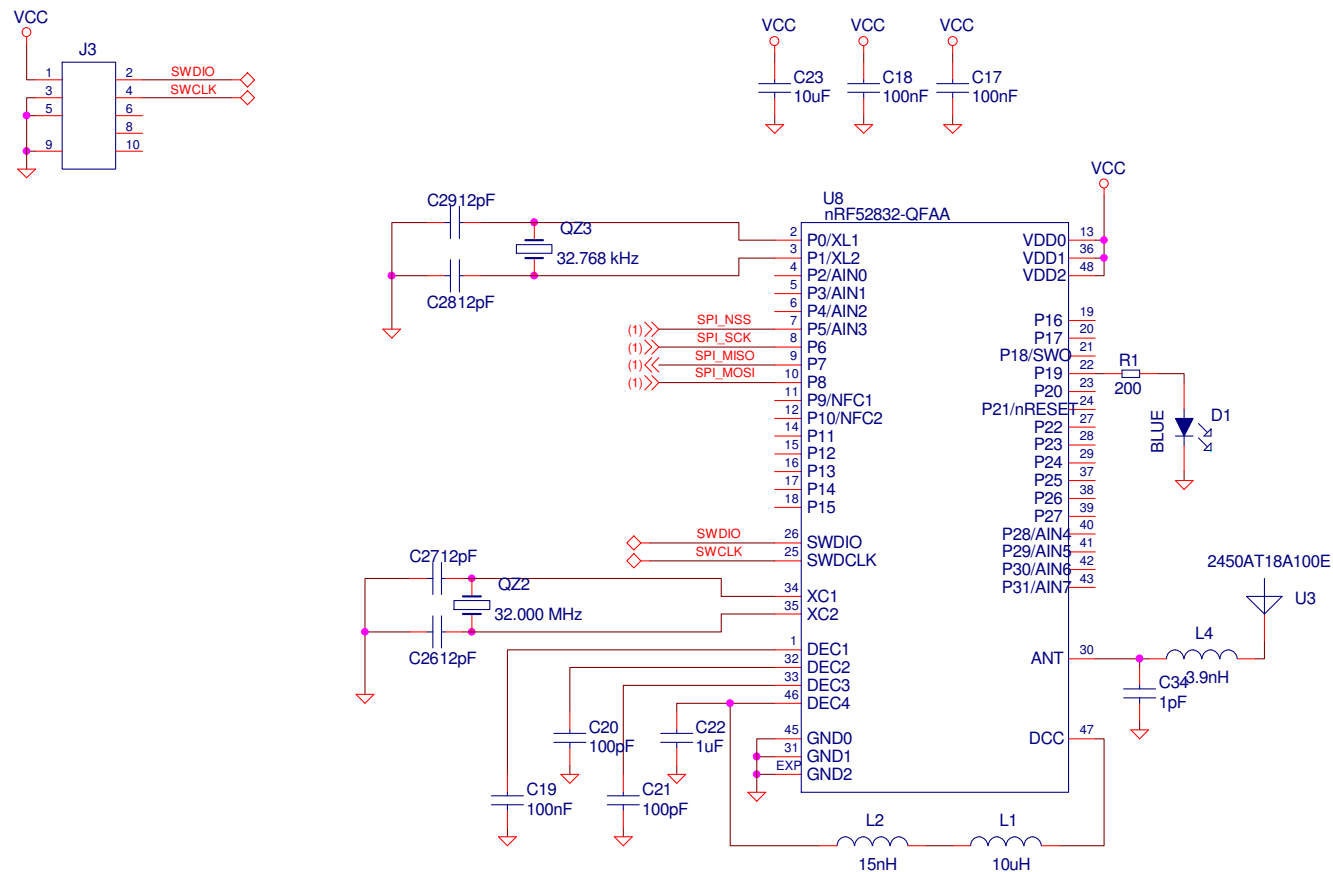 VCC
J3
1
2
SWDIO
3
4
SWCLK
5
6
8
9
10
VCC
VCC
VCC
C23
10uF
C18
100nF
C17
100nF
VCC
C2912pF
QZ3
32.768 kHz
C2812pF
U8
nRF52832-QFAA
2
P0/XL1
3
P1/XL2
4
P2/AIN0
5
P3/AIN1
6
P4/AIN2
(1)
SPI_NSS
7
P5/AIN3
(1)
SPI_SCK
8
P6
(1)
SPI_MISO
9
P7
(1)
SPI_MOSI
10
P8
11
P9/NFC1
12
P10/NFC2
14
P11
15
P12
16
P13
17
P14
18
P15
SWDIO
26
SWDIO
SWCLK
25
SWDCLK
C2712pF
QZ2
32.000 MHz
C2612pF
34
XC1
35
XC2
1
DEC1
32
DEC2
33
DEC3
46
DEC4
45
GND0
31
GND1
EXP
GND2
C20
100pF
C22
1uF
C19
100nF
C21
100pF
VDD0
13
VDD1
36
VDD2
48
P16
19
P17
20
P18/SWO
21
P19
22
P20
23
P21/nRESET
24
P22
27
P23
28
P24
29
P25
37
P26
38
P27
39
P28/AIN4
40
P29/AIN5
41
P30/AIN6
42
P31/AIN7
43
ANT
30
DCC
47
R1
200
BLUE
D1
2450AT18A100E
U3
L4
3.9nH
C34
1pF
L2
15nH
L1
10uH